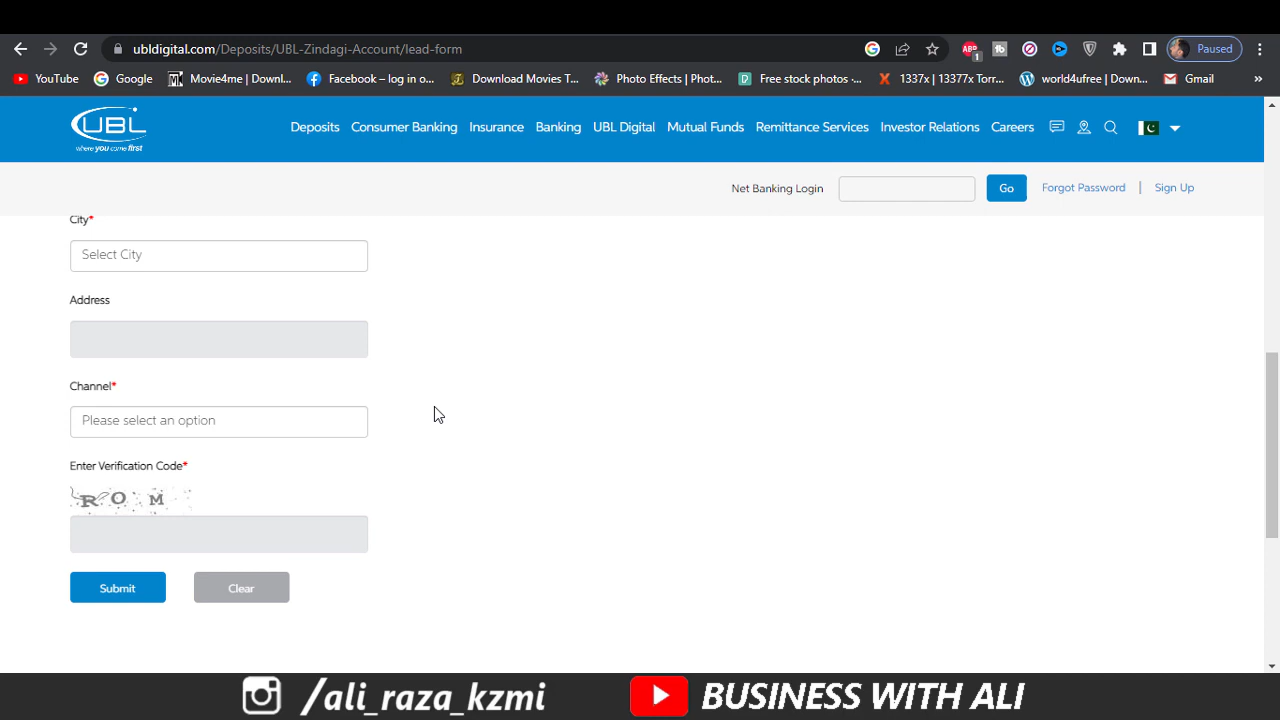 ubldigital.com/Deposits/UBL-Zindagi-Account/lead-form
ABP
1
Paused
YouTube
Google
Movie4me | Downl...
Facebook – log in o...
Download Movies T...
Photo Effects | Phot...
Free stock photos ·...
1337x | 13377x Torr...
world4ufree | Down...
Gmail
»
UBL
where you come first
Deposits
Consumer Banking
Insurance
Banking
UBL Digital
Mutual Funds
Remittance Services
Investor Relations
Careers
Net Banking Login
Go
Forgot Password
|
Sign Up
City*
Select City
Address
Channel*
Please select an option
Enter Verification Code*
R O M
Submit
Clear
/ali_raza_kzmi
BUSINESS WITH ALI